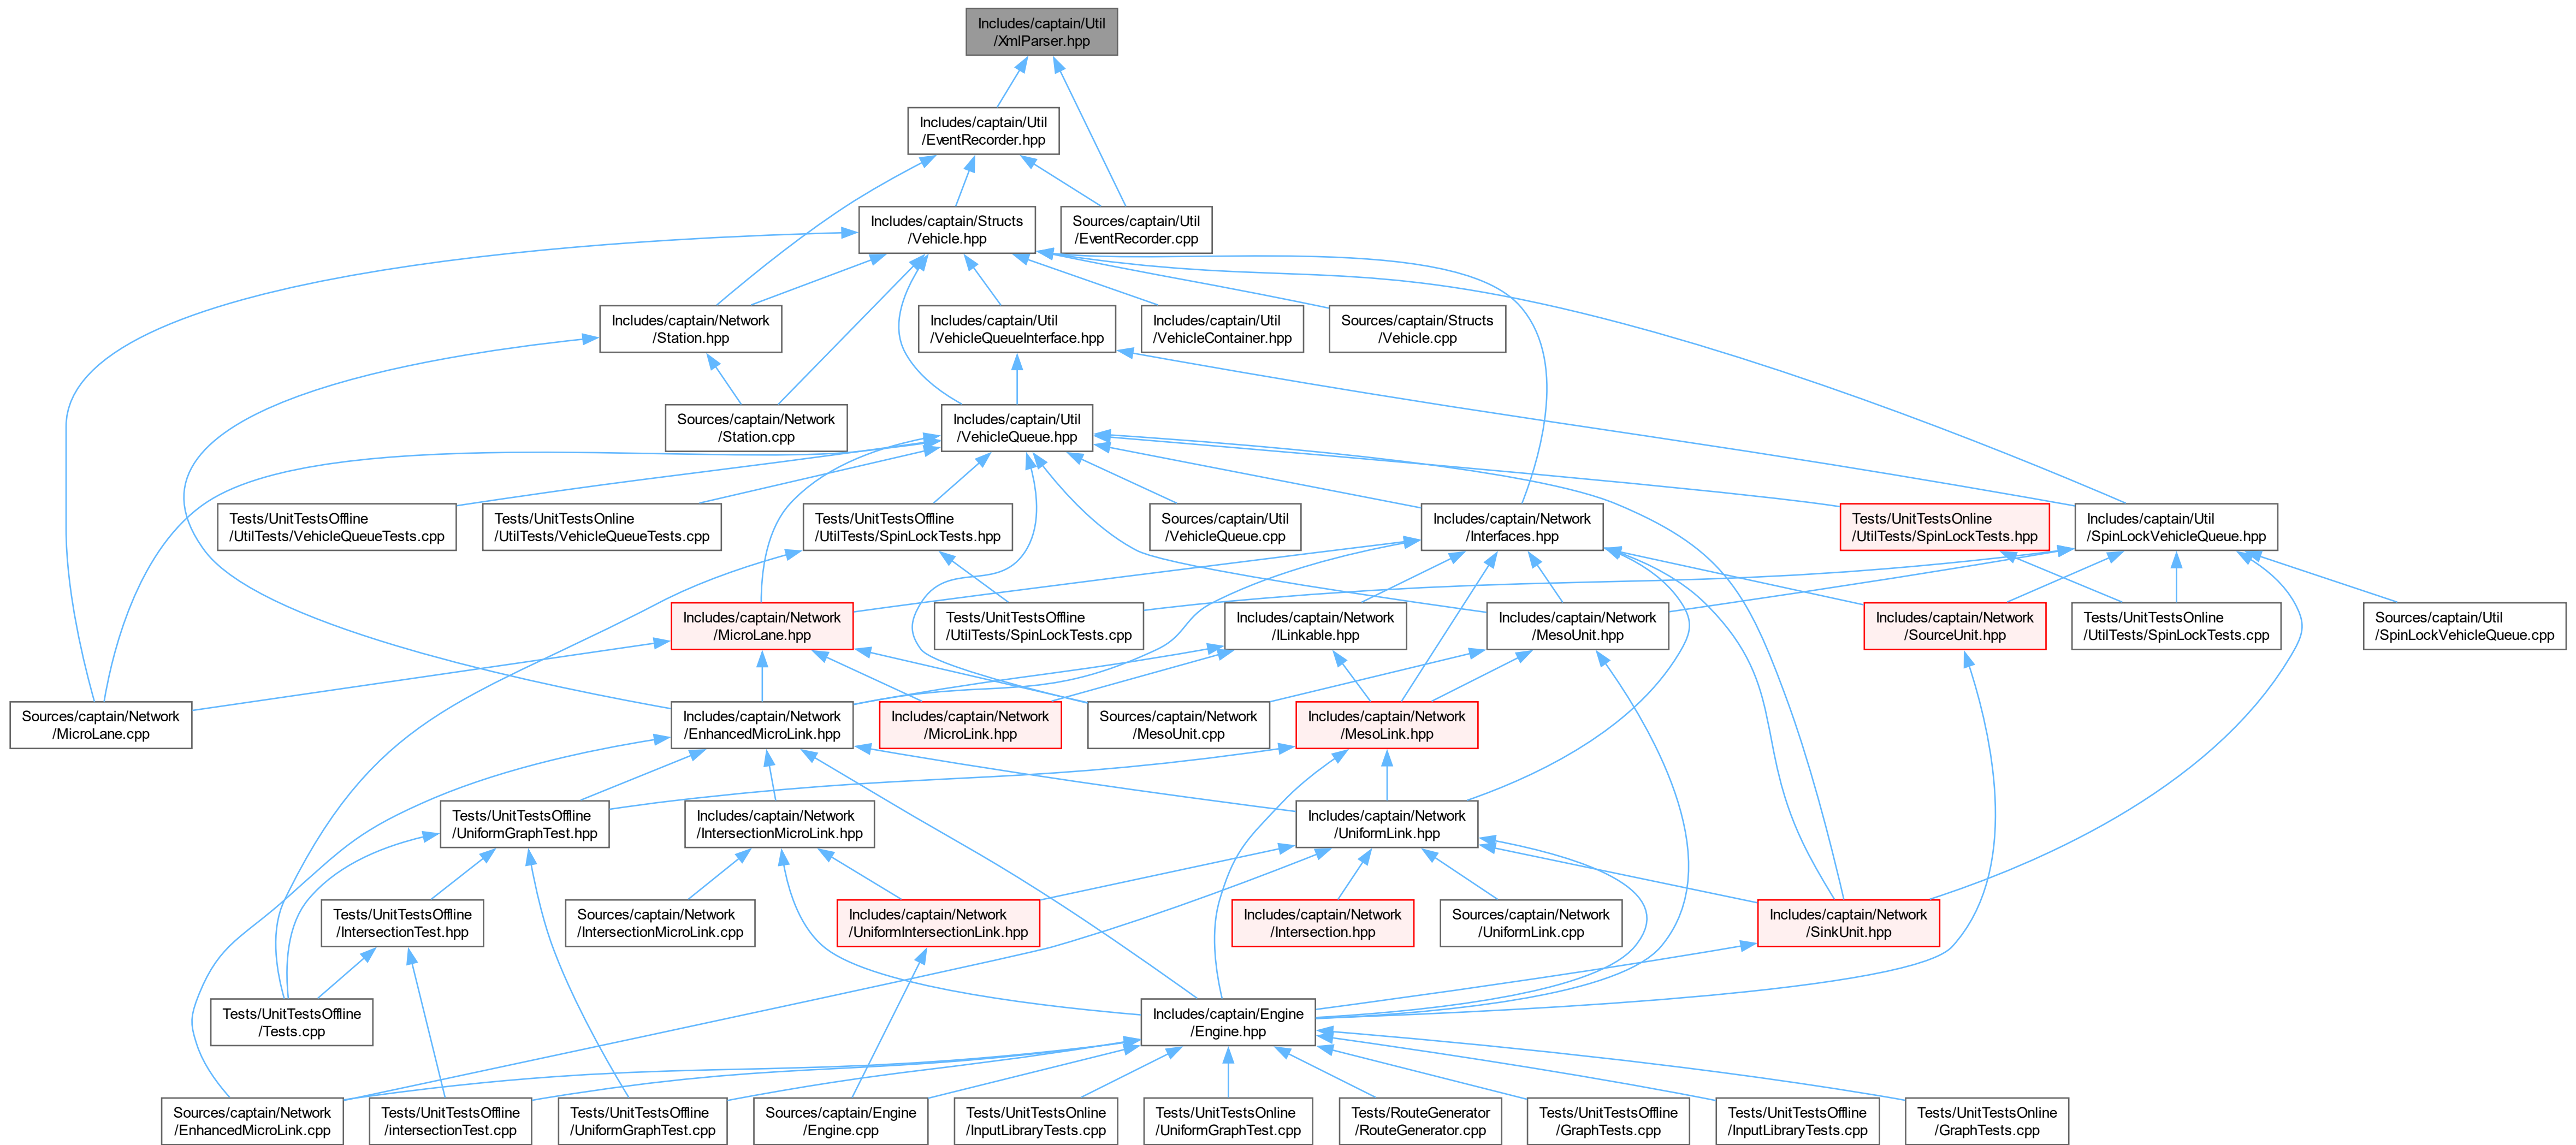 Includes/captain/Util
/XmlParser.hpp
Includes/captain/Util
/EventRecorder.hpp
Includes/captain/Structs
/Vehicle.hpp
Sources/captain/Util
/EventRecorder.cpp
Includes/captain/Network
/Station.hpp
Includes/captain/Util
/VehicleQueueInterface.hpp
Includes/captain/Util
/VehicleContainer.hpp
Sources/captain/Structs
/Vehicle.cpp
Sources/captain/Network
/Station.cpp
Includes/captain/Util
/VehicleQueue.hpp
Tests/UnitTestsOffline
/UtilTests/VehicleQueueTests.cpp
Tests/UnitTestsOnline
/UtilTests/VehicleQueueTests.cpp
Tests/UnitTestsOffline
/UtilTests/SpinLockTests.hpp
Sources/captain/Util
/VehicleQueue.cpp
Includes/captain/Network
/Interfaces.hpp
Tests/UnitTestsOnline
/UtilTests/SpinLockTests.hpp
Includes/captain/Util
/SpinLockVehicleQueue.hpp
Includes/captain/Network
/MicroLane.hpp
Tests/UnitTestsOffline
/UtilTests/SpinLockTests.cpp
Includes/captain/Network
/ILinkable.hpp
Includes/captain/Network
/MesoUnit.hpp
Includes/captain/Network
/SourceUnit.hpp
Tests/UnitTestsOnline
/UtilTests/SpinLockTests.cpp
Sources/captain/Util
/SpinLockVehicleQueue.cpp
Sources/captain/Network
/MicroLane.cpp
Includes/captain/Network
/EnhancedMicroLink.hpp
Includes/captain/Network
/MicroLink.hpp
Sources/captain/Network
/MesoUnit.cpp
Includes/captain/Network
/MesoLink.hpp
Tests/UnitTestsOffline
/UniformGraphTest.hpp
Includes/captain/Network
/IntersectionMicroLink.hpp
Includes/captain/Network
/UniformLink.hpp
Tests/UnitTestsOffline
/IntersectionTest.hpp
Sources/captain/Network
/IntersectionMicroLink.cpp
Includes/captain/Network
/UniformIntersectionLink.hpp
Includes/captain/Network
/Intersection.hpp
Sources/captain/Network
/UniformLink.cpp
Includes/captain/Network
/SinkUnit.hpp
Tests/UnitTestsOffline
/Tests.cpp
Includes/captain/Engine
/Engine.hpp
Sources/captain/Network
/EnhancedMicroLink.cpp
Tests/UnitTestsOffline
/intersectionTest.cpp
Tests/UnitTestsOffline
/UniformGraphTest.cpp
Sources/captain/Engine
/Engine.cpp
Tests/UnitTestsOnline
/InputLibraryTests.cpp
Tests/UnitTestsOnline
/UniformGraphTest.cpp
Tests/RouteGenerator
/RouteGenerator.cpp
Tests/UnitTestsOffline
/GraphTests.cpp
Tests/UnitTestsOffline
/InputLibraryTests.cpp
Tests/UnitTestsOnline
/GraphTests.cpp